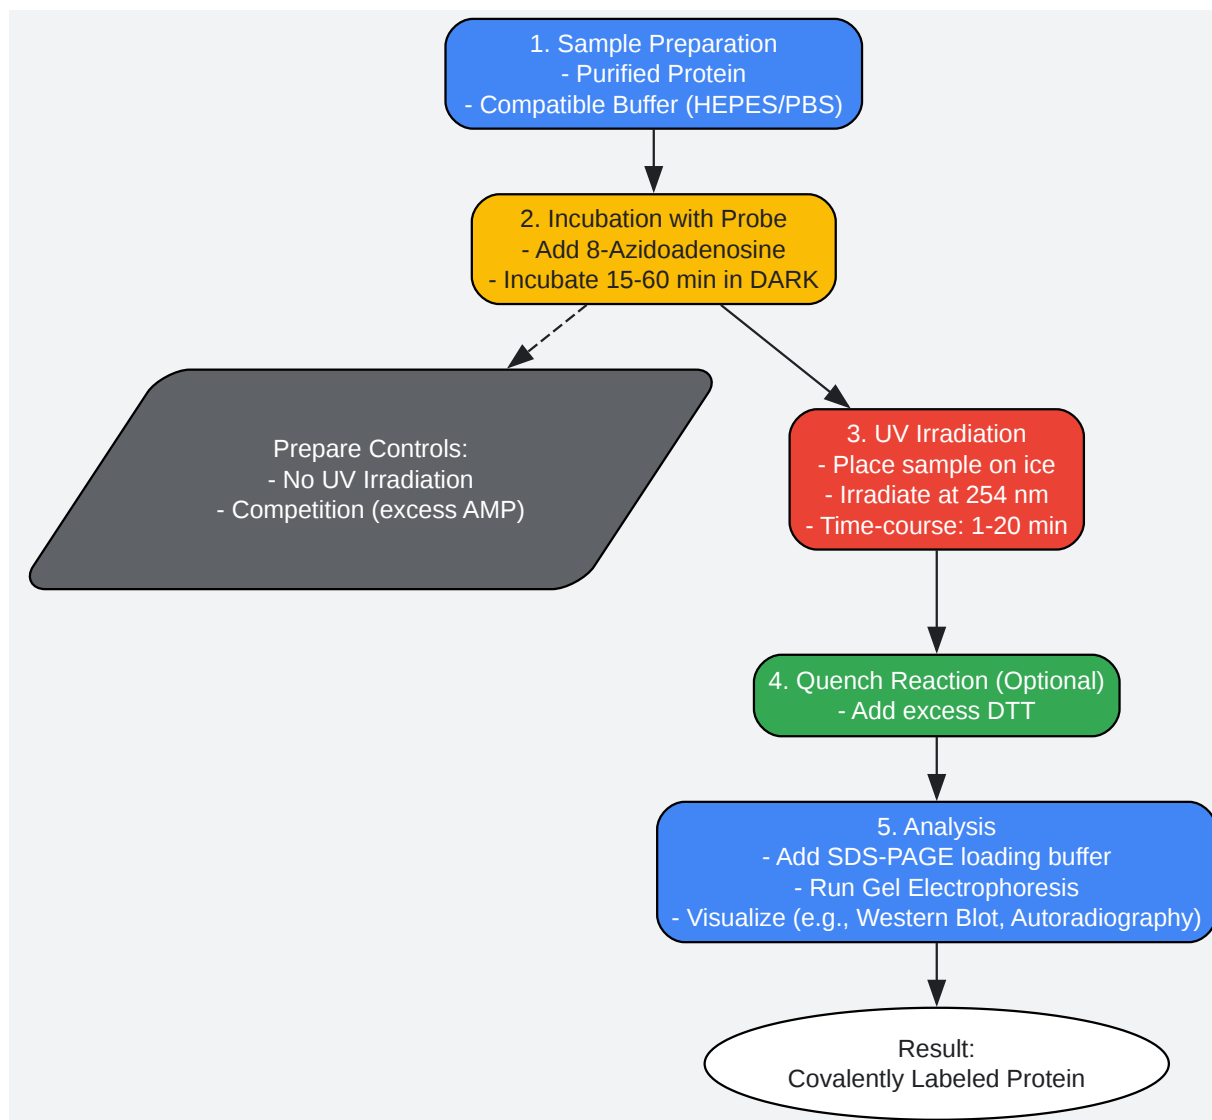 1. Sample Preparation
- Purified Protein
- Compatible Buffer (HEPES/PBS)
2. Incubation with Probe
- Add 8-Azidoadenosine
- Incubate 15-60 min in DARK
Prepare Controls:
- No UV Irradiation
- Competition (excess AMP)
3. UV Irradiation
- Place sample on ice
- Irradiate at 254 nm
- Time-course: 1-20 min
4. Quench Reaction (Optional)
- Add excess DTT
5. Analysis
- Add SDS-PAGE loading buffer
- Run Gel Electrophoresis
- Visualize (e.g., Western Blot, Autoradiography)
Result:
Covalently Labeled Protein